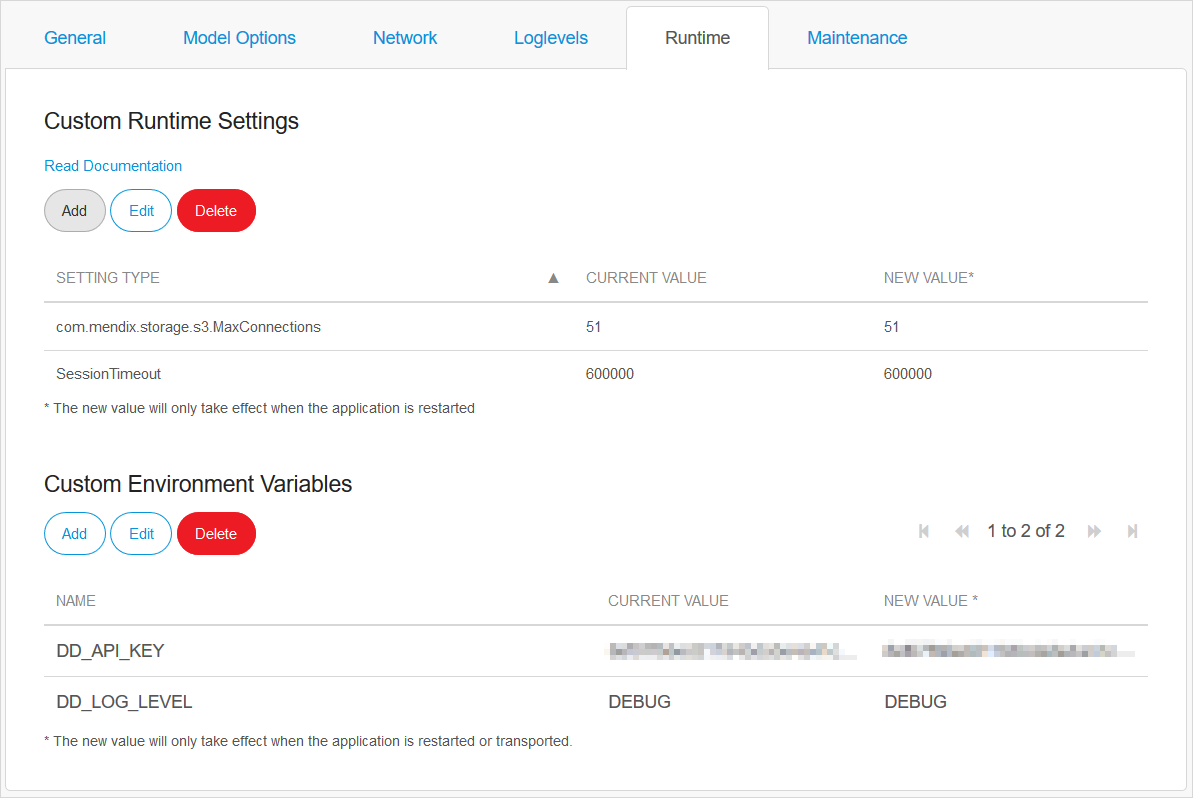 General Model Options Network Loglevels Runtime Maintenance
Custom Runtime Settings
Read Documentation
Add Edit Delete
SETTING TYPE ▲ CURRENT VALUE NEW VALUE*
com.mendix.storage.s3.MaxConnections 51 51
SessionTimeout 600000 600000
* The new value will only take effect when the application is restarted
Custom Environment Variables
Add Edit Delete 1 to 2 of 2
NAME CURRENT VALUE NEW VALUE *
DD_API_KEY
DD_LOG_LEVEL DEBUG DEBUG
* The new value will only take effect when the application is restarted or transported.